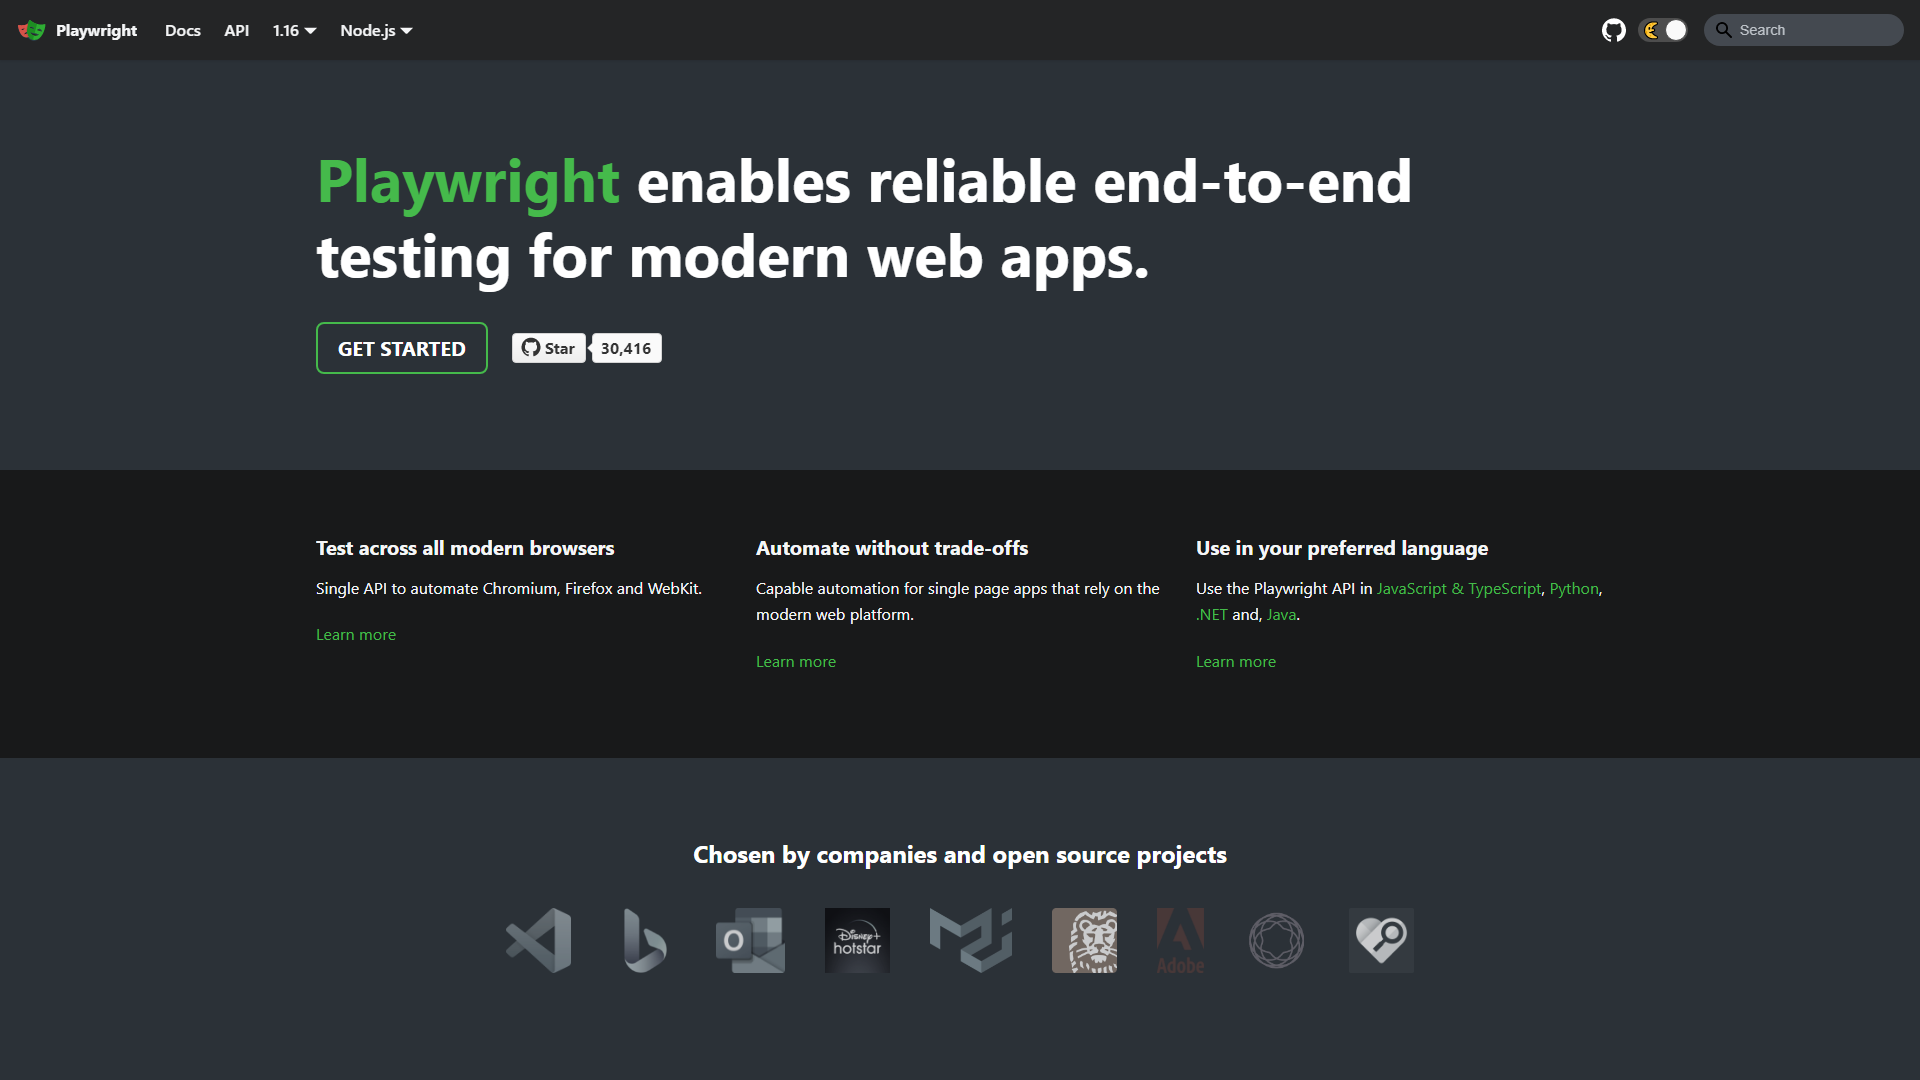 Playwright Docs API 1.16 Node.js Search
Playwright enables reliable end-to-end
testing for modern web apps.
GET STARTED Star 30,416
Test across all modern browsers
Single API to automate Chromium, Firefox and WebKit.
Learn more
Automate without trade-offs
Capable automation for single page apps that rely on the
modern web platform.
Learn more
Use in your preferred language
Use the Playwright API in JavaScript & TypeScript, Python,
.NET and, Java.
Learn more
Chosen by companies and open source projects
O
Disney+
hotstar
Adobe